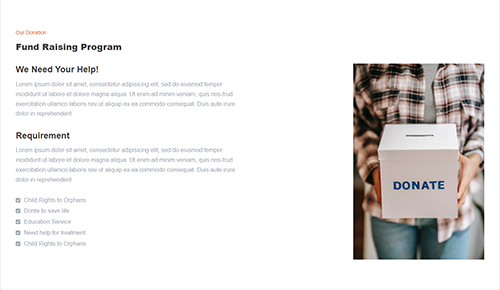 Our Donation
Fund Raising Program
We Need Your Help!
Lorem ipsum dolor sit amet, consectetur adipisicing elit, sed do eiusmod tempor
incididunt ut labore et dolore magna aliqua. Ut enim ad minim veniam, quis nos-trud
exercitation ullamco laboris nisi ut aliquip ex ea commodo consequat. Duis aute irure
dolor in reprehenderit
Requirement
Lorem ipsum dolor sit amet, consectetur adipisicing elit, sed do eiusmod tempor
incididunt ut labore et dolore magna aliqua. Ut enim ad minim veniam, quis nos-trud
exercitation ullamco laboris nisi ut aliquip ex ea commodo consequat. Duis aute irure
dolor in reprehenderit
Child Rights to Orphans
Donte to save life
Education Service
Need help for treatment
Child Rights to Orphans
DONATE